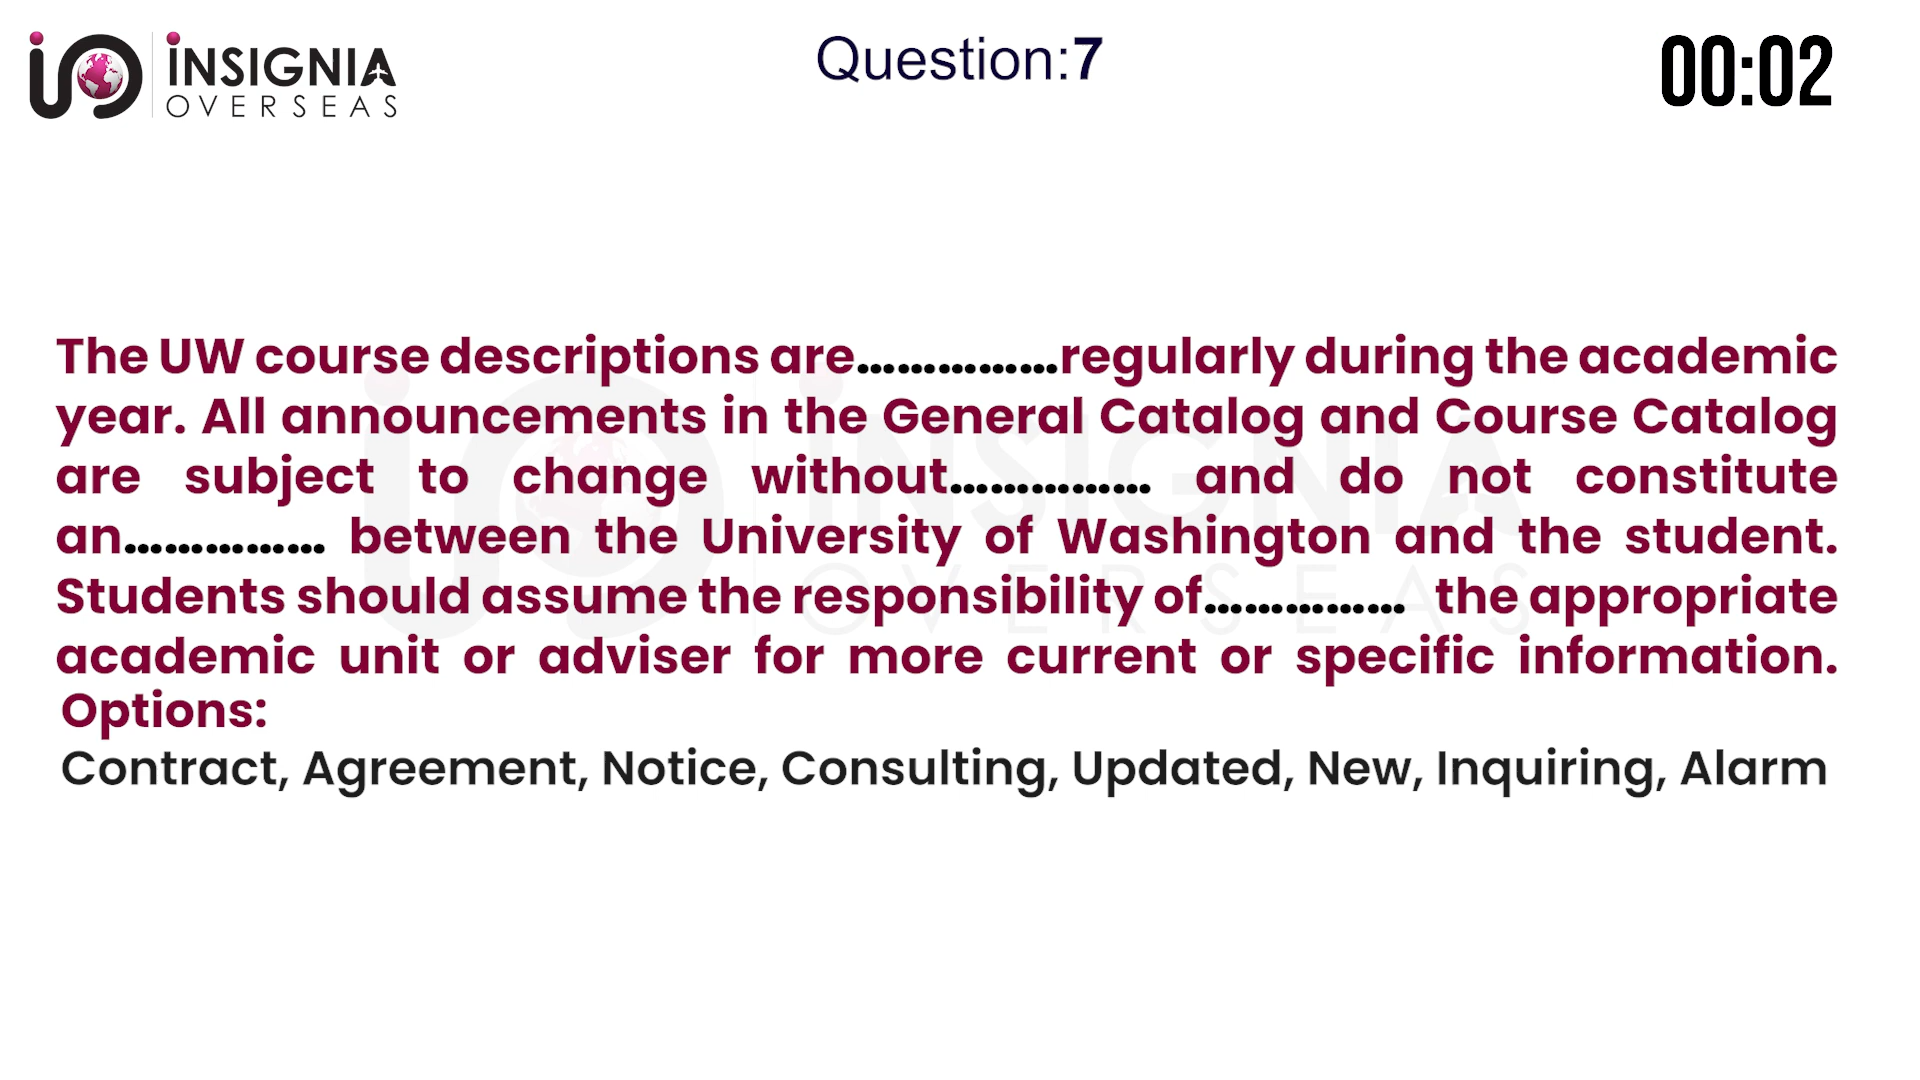 iNSIGNIA
OVERSEAS
Question:7
00:02
The UW course descriptions are...............regularly during the academic
year. All announcements in the General Catalog and Course Catalog
are subject to change without............... and do not constitute
an............... between the University of Washington and the student.
Students should assume the responsibility of............... the appropriate
academic unit or adviser for more current or specific information.
Options:
Contract, Agreement, Notice, Consulting, Updated, New, Inquiring, Alarm